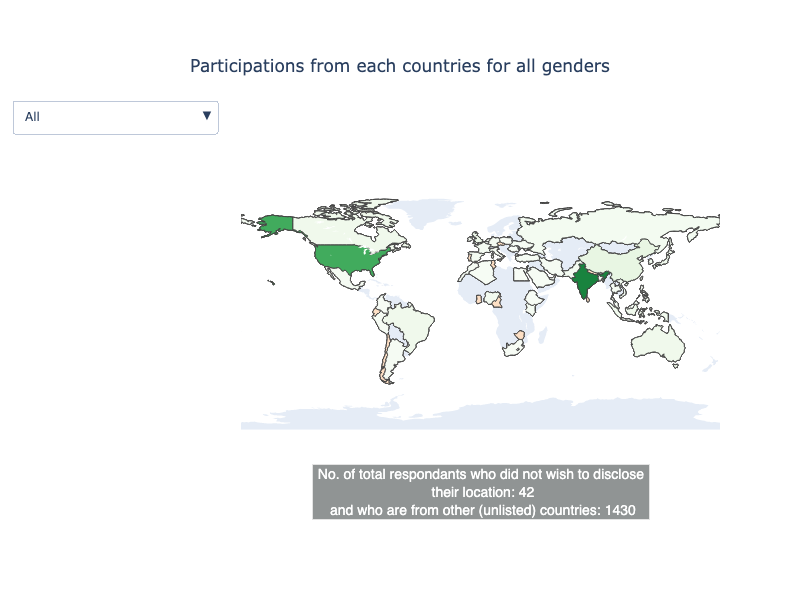 Participations from each countries for all genders
All ▼
No. of total respondants who did not wish to disclose
their location: 42
and who are from other (unlisted) countries: 1430